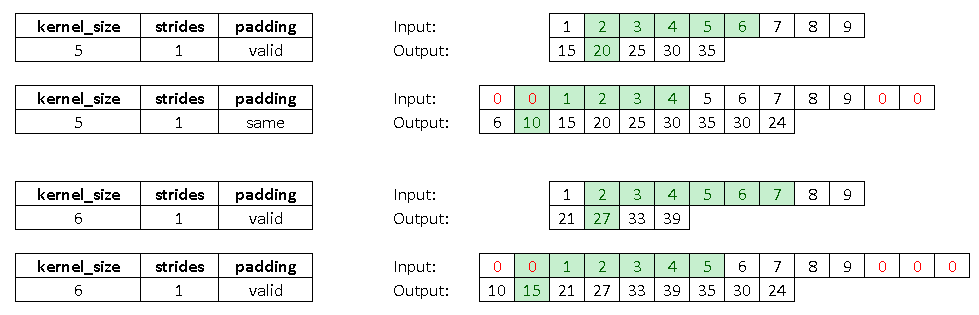 kernel_size strides padding Input: 1 2 3 4 5 6 7 8 9
5 1 valid Output: 15 20 25 30 35
kernel_size strides padding Input: 0 0 1 2 3 4 5 6 7 8 9 0 0
5 1 same Output: 6 10 15 20 25 30 35 30 24
kernel_size strides padding Input: 1 2 3 4 5 6 7 8 9
6 1 valid Output: 21 27 33 39
kernel_size strides padding Input: 0 0 1 2 3 4 5 6 7 8 9 0 0 0
6 1 valid Output: 10 15 21 27 33 39 35 30 24